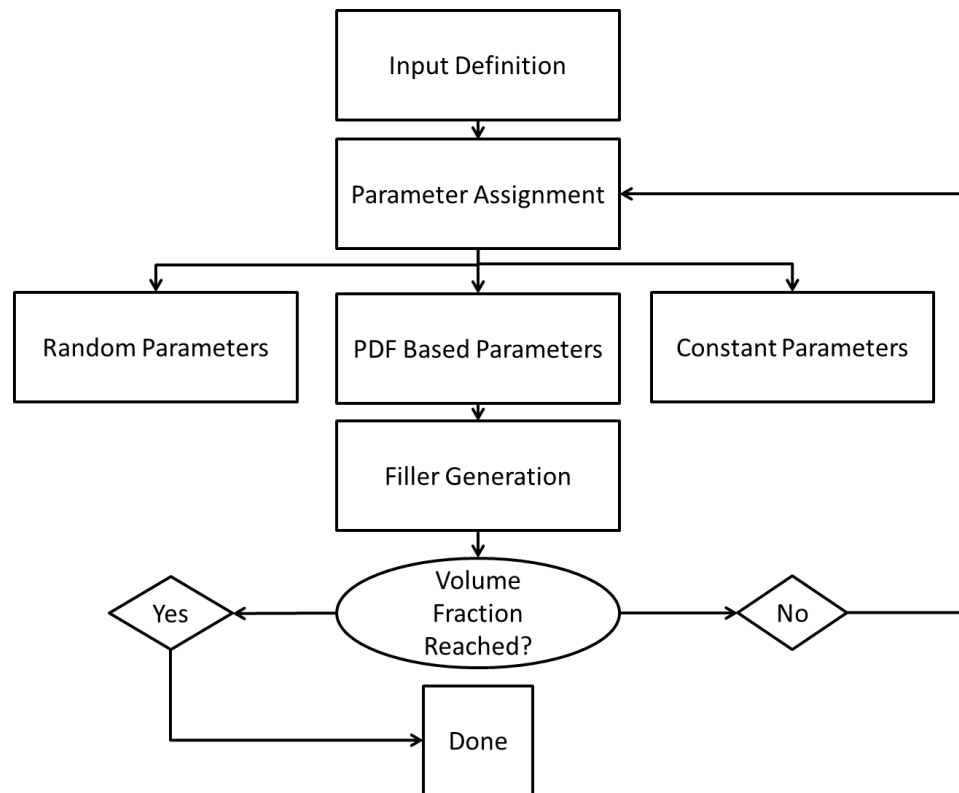 Input Definition
Parameter Assignment
Random Parameters
PDF Based Parameters
Constant Parameters
Filler Generation
Yes
Volume
Fraction
Reached?
No
Done